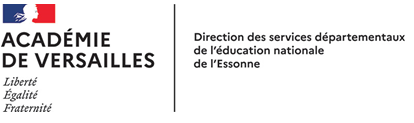 ACADÉMIE
DE VERSAILLES
Liberté
Égalité
Fraternité
Direction des services départementaux
de l'éducation nationale
de l'Essonne